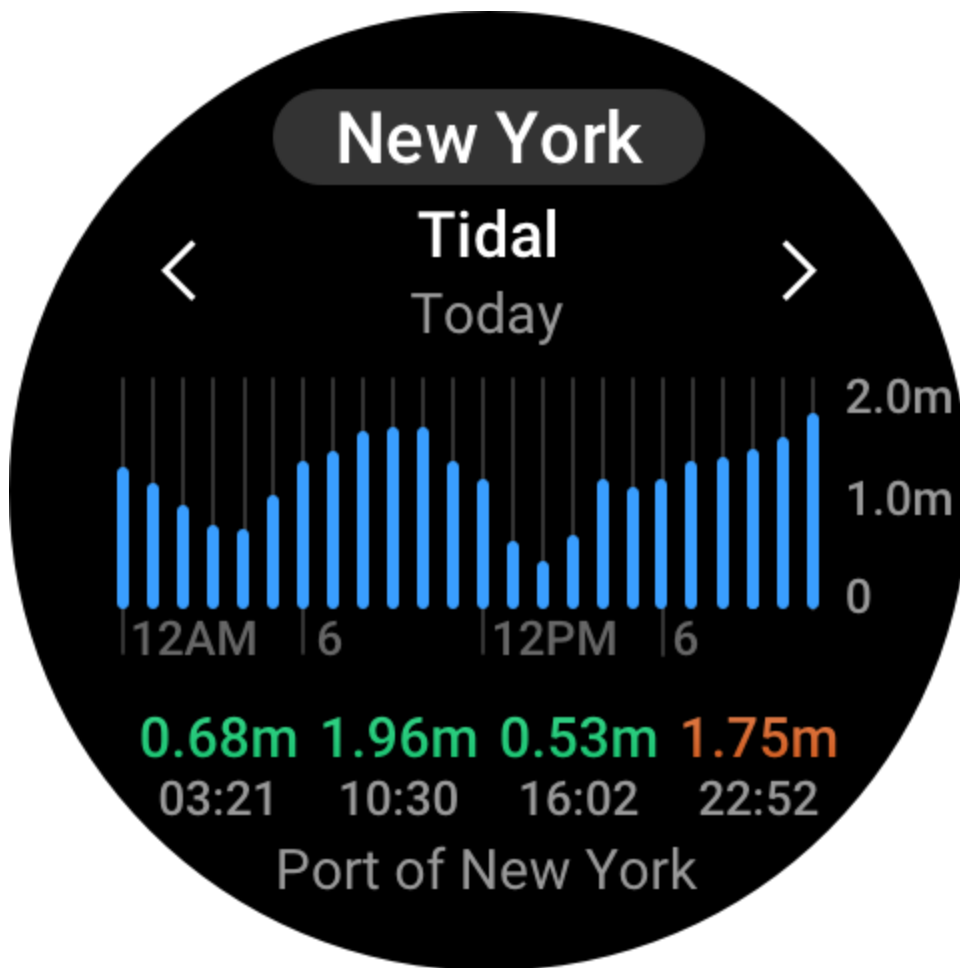 New York
Tidal
Today
2.0m
1.0m
0
12AM 6 12PM 6
0.68m 1.96m 0.53m 1.75m
03:21 10:30 16:02 22:52
Port of New York